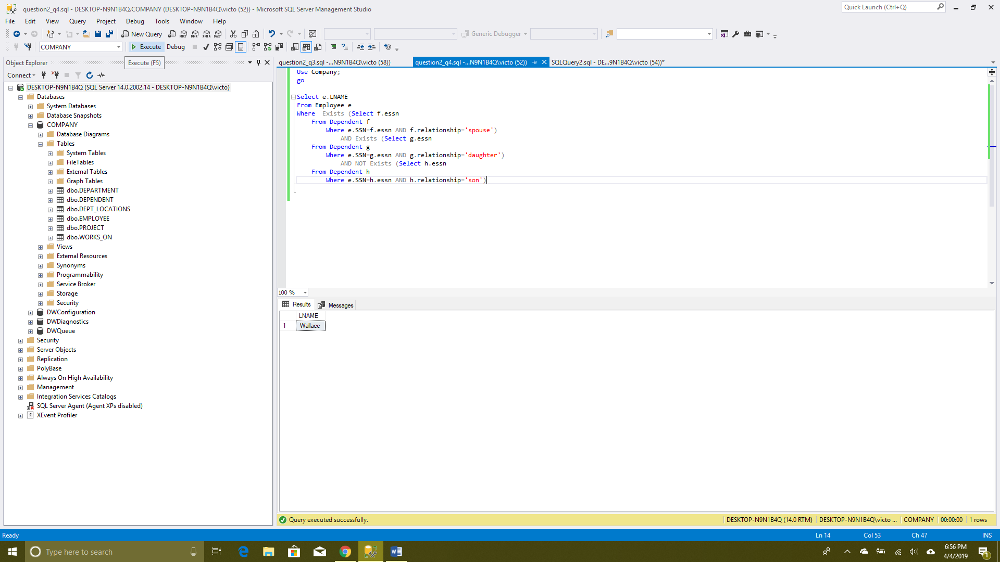 question2_q4.sql - DESKTOP-N9N1B4Q.COMPANY (DESKTOP-N9N1B4Q\victo (52)) - Microsoft SQL Server Management Studio
Quick Launch (Ctrl+Q)
File Edit View Query Project Debug Tools Window Help
New Query
MDX DMX XMLA DAX
Generic Debugger
COMPANY
Execute Debug
Object Explorer
Execute (F5)
question2_q3.sql -...N9N1B4Q\victo (58))
question2_q4.sql -...N9N1B4Q\victo (52))
SQLQuery2.sql - DE...9N1B4Q\victo (54))*
Connect
DESKTOP-N9N1B4Q (SQL Server 14.0.2002.14 - DESKTOP-N9N1B4Q\victo)
Databases
System Databases
Database Snapshots
COMPANY
Database Diagrams
Tables
System Tables
FileTables
External Tables
Graph Tables
dbo.DEPARTMENT
dbo.DEPENDENT
dbo.DEPT_LOCATIONS
dbo.EMPLOYEE
dbo.PROJECT
dbo.WORKS_ON
Views
External Resources
Synonyms
Programmability
Service Broker
Storage
Security
DWConfiguration
DWDiagnostics
DWQueue
Security
Server Objects
Replication
PolyBase
Always On High Availability
Management
Integration Services Catalogs
SQL Server Agent (Agent XPs disabled)
XEvent Profiler
Use Company;
go
Select e.LNAME
From Employee e
Where  Exists (Select f.essn
From Dependent f
Where e.SSN=f.essn AND f.relationship='spouse')
AND Exists (Select g.essn
From Dependent g
Where e.SSN=g.essn AND g.relationship='daughter')
AND NOT Exists (Select h.essn
From Dependent h
Where e.SSN=h.essn AND h.relationship='son')
100 %
Results Messages
LNAME
1 Wallace
Query executed successfully.
DESKTOP-N9N1B4Q (14.0 RTM) DESKTOP-N9N1B4Q\victo ... COMPANY 00:00:00 1 rows
Ready
Ln 14 Col 53 Ch 47 INS
Type here to search
6:56 PM
4/4/2019
1